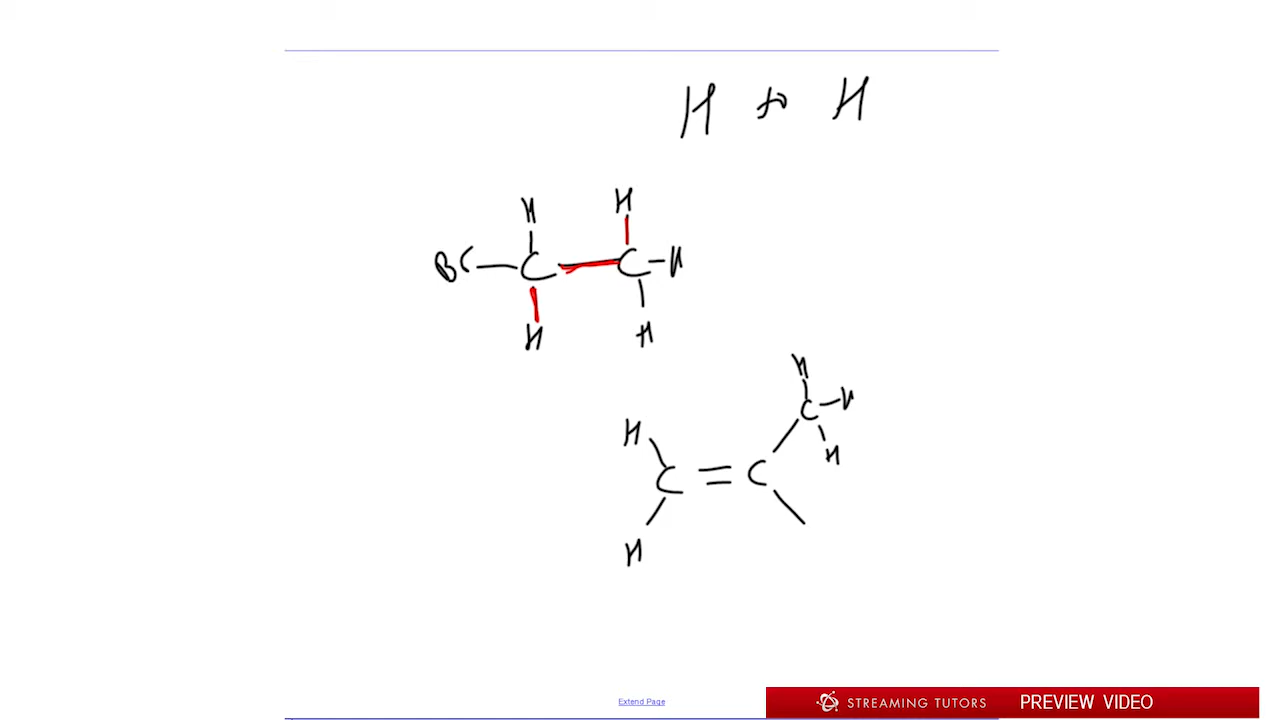 H to H
H H
Br C C H
H H
H
H C H
H C = C H
H
Extend Page
STREAMING TUTORS PREVIEW VIDEO